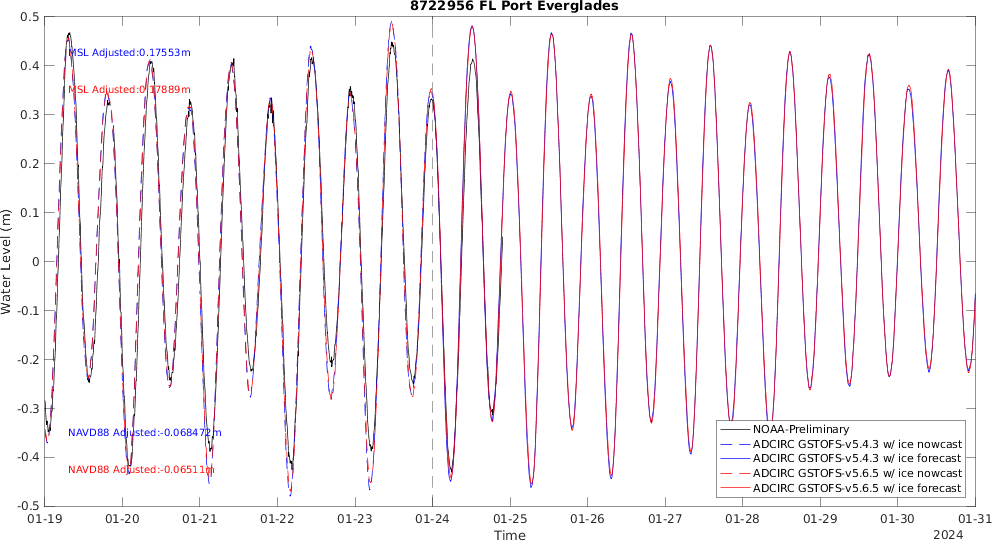 8722956 FL Port Everglades
0.5
0.4
0.3
0.2
0.1
0
-0.1
-0.2
-0.3
-0.4
-0.5
Water Level (m)
MSL Adjusted:0.17553m
MSL Adjusted:0.17889m
NAVD88 Adjusted:-0.068472m
NAVD88 Adjusted:-0.06511m
NOAA-Preliminary
ADCIRC GSTOFS-v5.4.3 w/ ice nowcast
ADCIRC GSTOFS-v5.4.3 w/ ice forecast
ADCIRC GSTOFS-v5.6.5 w/ ice nowcast
ADCIRC GSTOFS-v5.6.5 w/ ice forecast
01-19 01-20 01-21 01-22 01-23 01-24 01-25 01-26 01-27 01-28 01-29 01-30 01-31
Time
2024